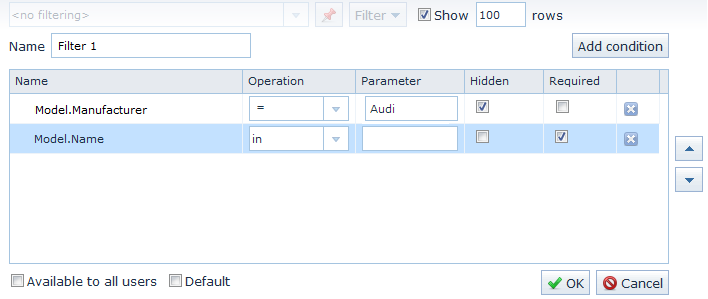 <no filtering> Filter Show 100 rows
Name Filter 1 Add condition
Name Operation Parameter Hidden Required
Model.Manufacturer = Audi
Model.Name in
Available to all users Default OK Cancel